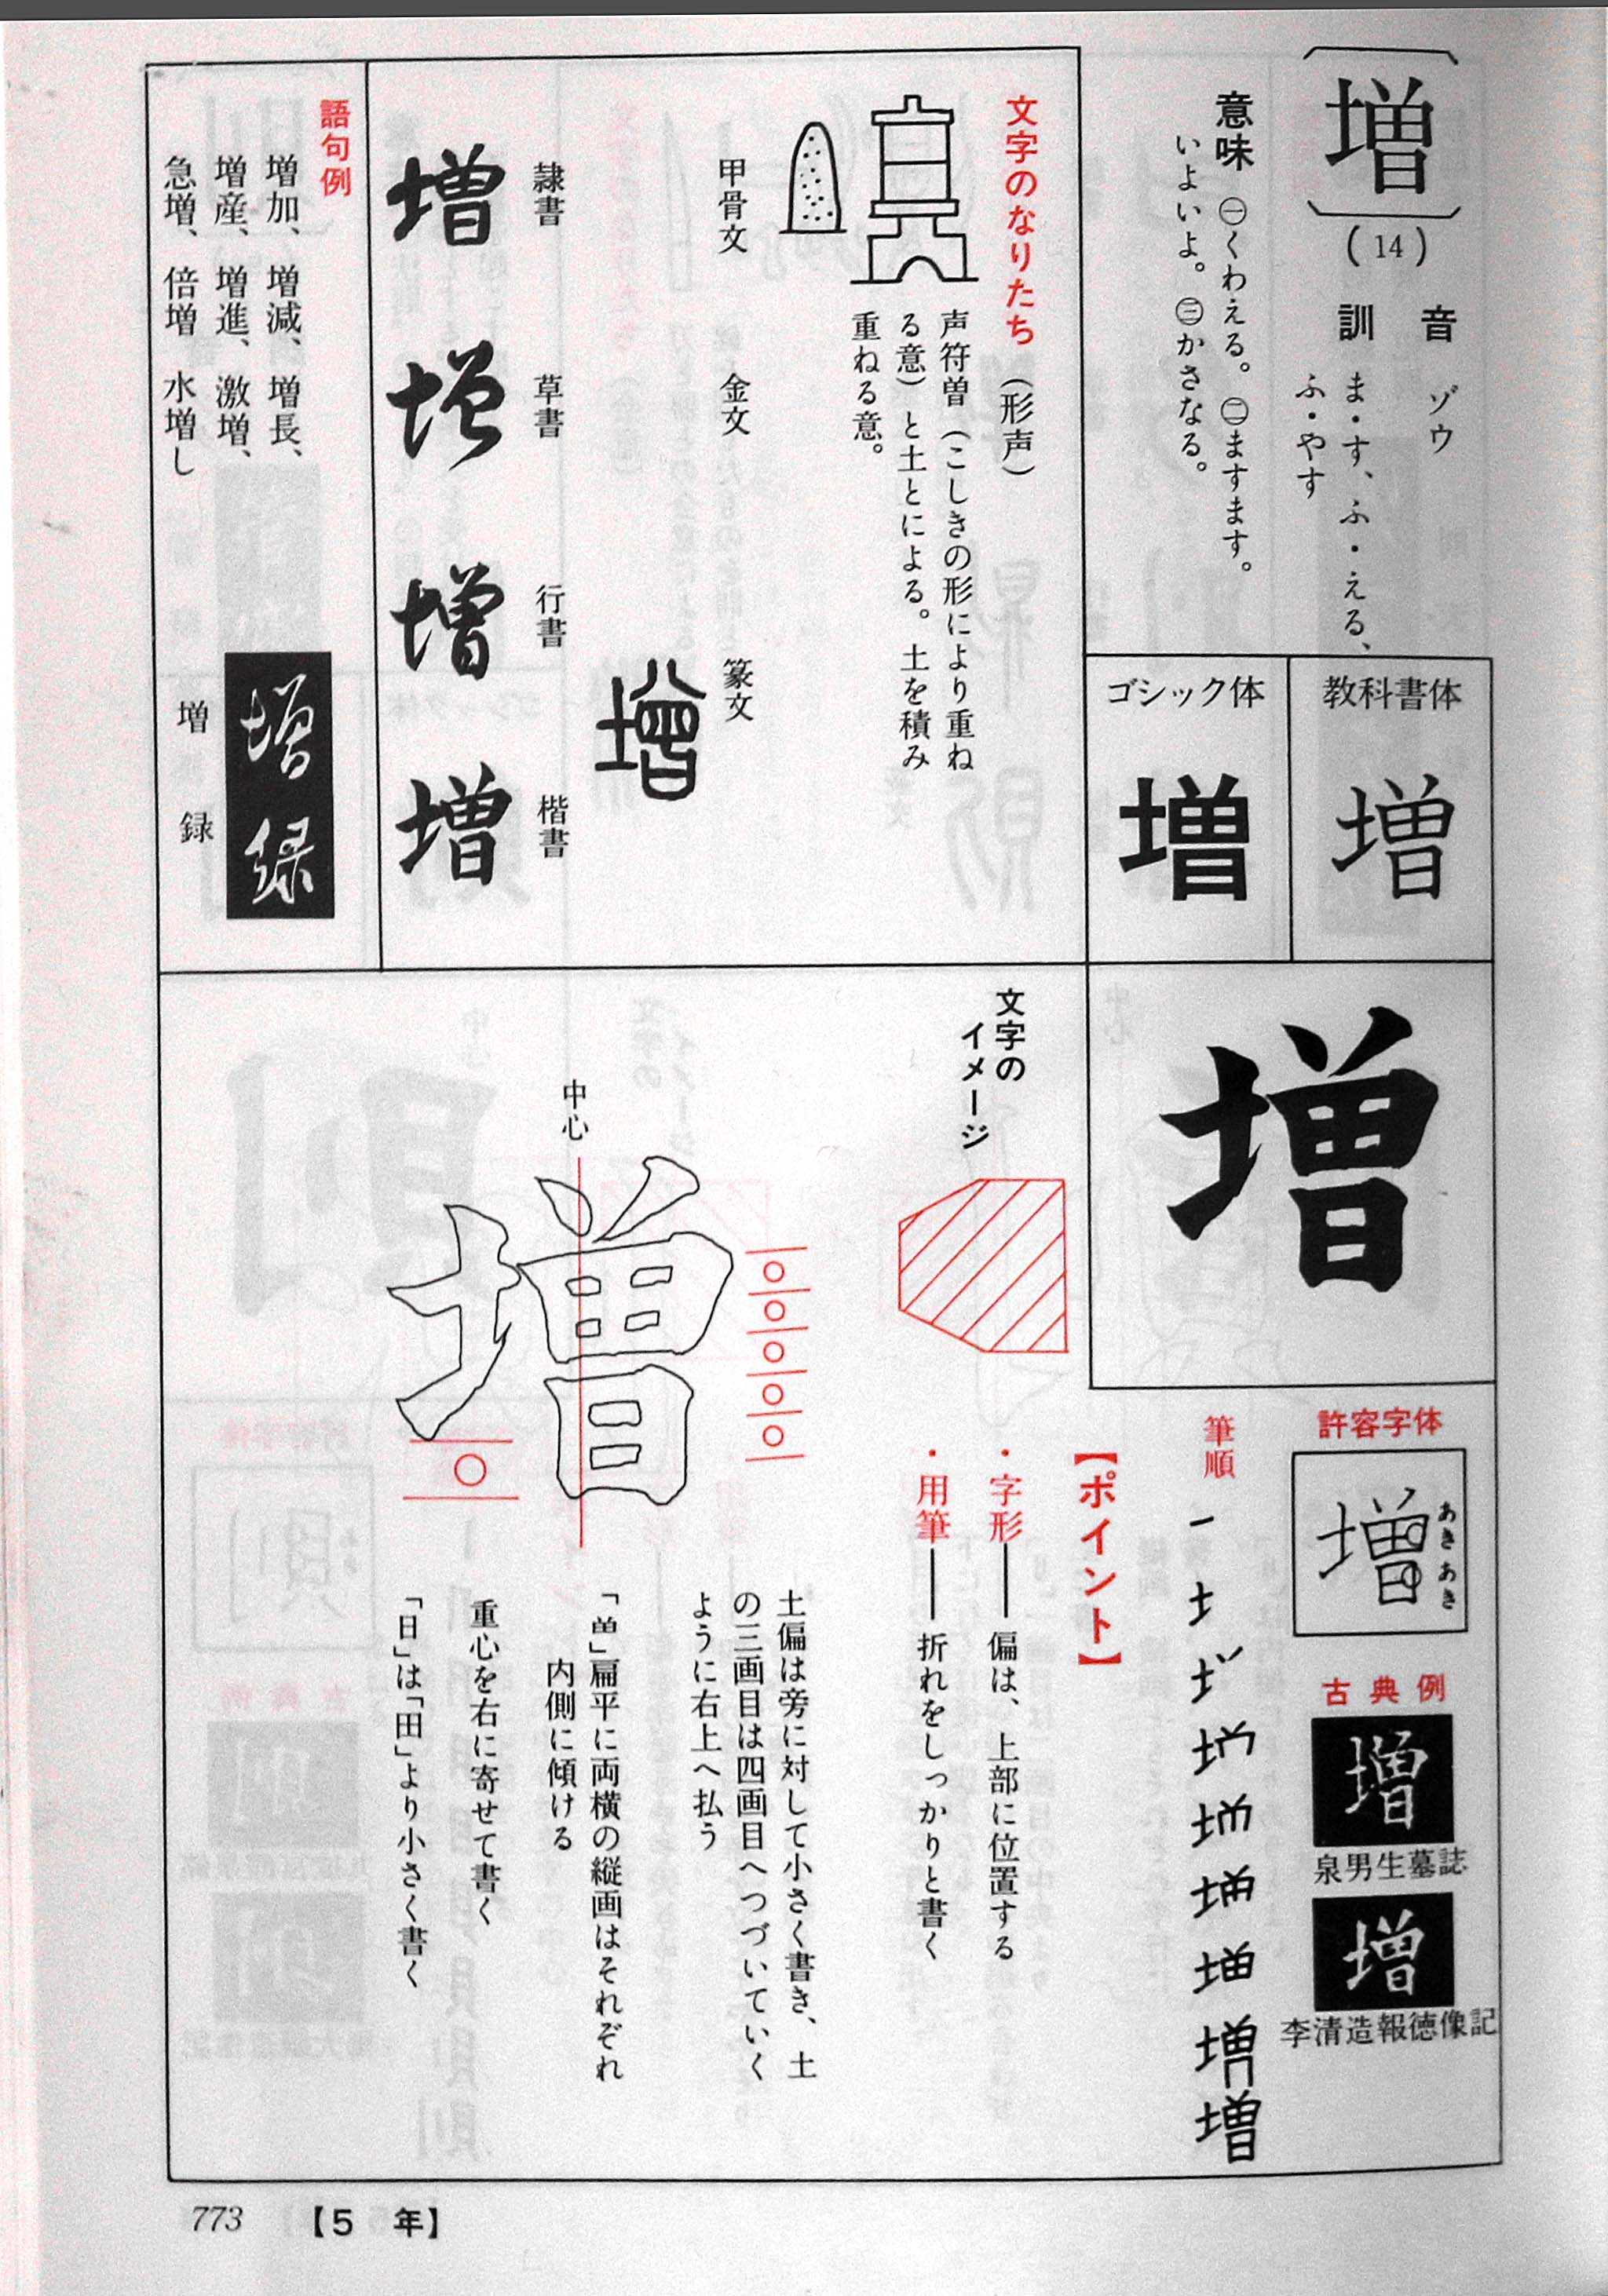 〔増〕(14)
音 ゾウ
訓 ま・す、ふ・える、
ふ・やす
意味 ㊀くわえる。㊁ますます。
いよいよ。㊂かさなる。
教科書体
増
ゴシック体
増
文字のなりたち (形声)
声符曽(こしきの形により重ね
る意)と土とによる。土を積み
重ねる意。
甲骨文 金文 篆文
増
隷書 草書 行書 楷書
増 増 増 増
語句例
増加、増減、増長、
増産、増進、激増、
急増、倍増 水増し
増録
増録
増
許容字体
増
あき あき
古典例
増
泉男生墓誌
増
李清造報徳像記
筆順
増
【ポイント】
・字形――偏は、上部に位置する
・用筆――折れをしっかりと書く
文字の
イメージ
中心
増
土偏は旁に対して小さく書き、土
の三画目は四画目へつづいていく
ように右上へ払う
扁平に両横の縦画はそれぞれ
内側に傾ける
重心を右に寄せて書く
「日」は「田」より小さく書く
773 【5 年】